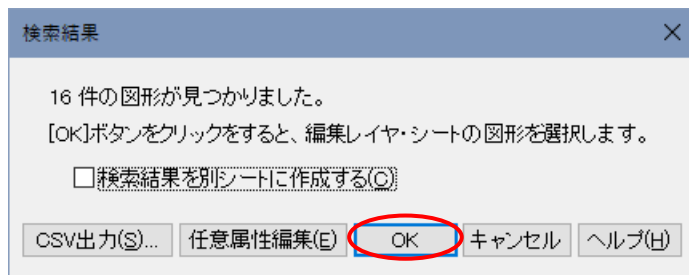 検索結果
16 件の図形が見つかりました。
[OK]ボタンをクリックをすると、編集レイヤ・シートの図形を選択します。
検索結果を別シートに作成する(C)
CSV出力(S)... 任意属性編集(E) OK キャンセル ヘルプ(H)